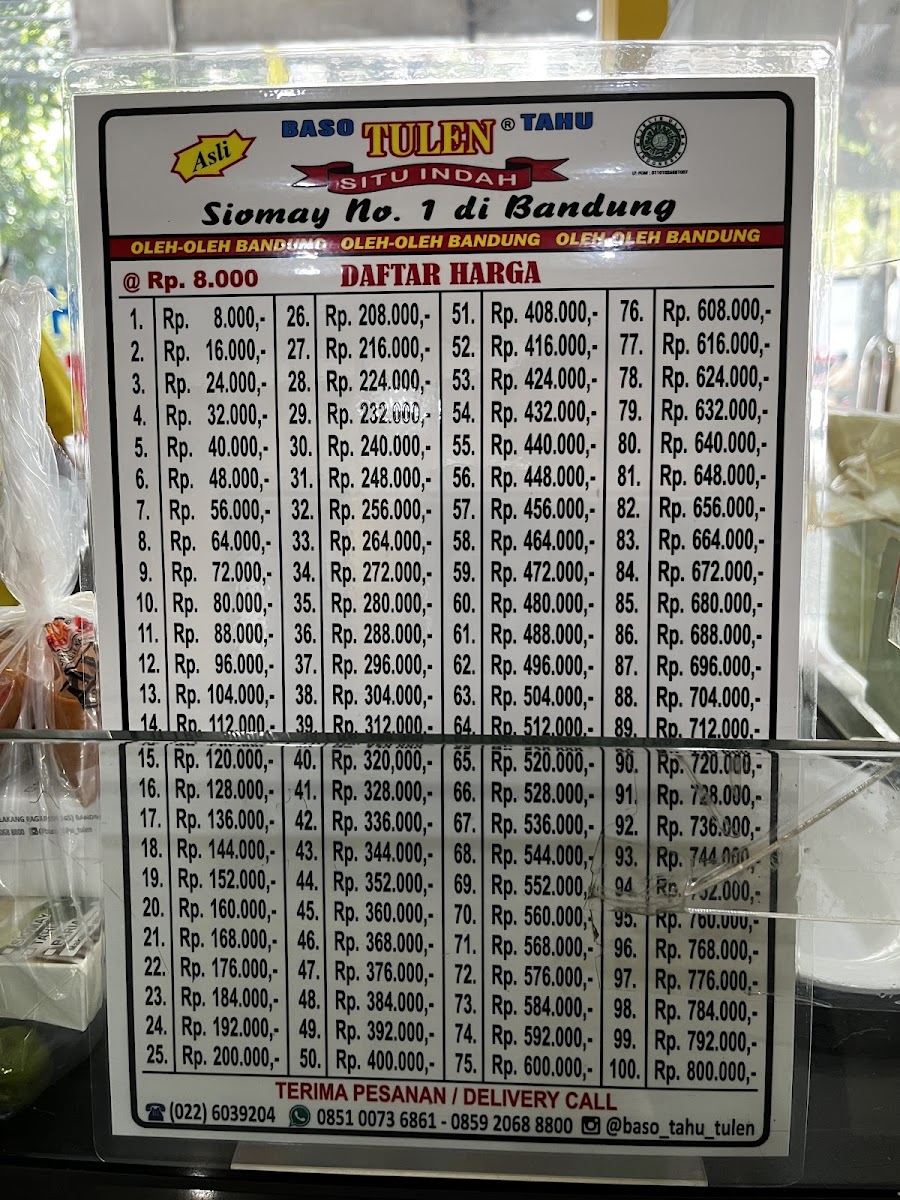 Asli
BASO TULEN ® TAHU
SITU INDAH
Siomay No. 1 di Bandung
OLEH-OLEH BANDUNG OLEH-OLEH BANDUNG OLEH-OLEH BANDUNG
@ Rp. 8.000 DAFTAR HARGA
1. Rp. 8.000,- 26. Rp. 208.000,- 51. Rp. 408.000,- 76. Rp. 608.000,-
2. Rp. 16.000,- 27. Rp. 216.000,- 52. Rp. 416.000,- 77. Rp. 616.000,-
3. Rp. 24.000,- 28. Rp. 224.000,- 53. Rp. 424.000,- 78. Rp. 624.000,-
4. Rp. 32.000,- 29. Rp. 232.000,- 54. Rp. 432.000,- 79. Rp. 632.000,-
5. Rp. 40.000,- 30. Rp. 240.000,- 55. Rp. 440.000,- 80. Rp. 640.000,-
6. Rp. 48.000,- 31. Rp. 248.000,- 56. Rp. 448.000,- 81. Rp. 648.000,-
7. Rp. 56.000,- 32. Rp. 256.000,- 57. Rp. 456.000,- 82. Rp. 656.000,-
8. Rp. 64.000,- 33. Rp. 264.000,- 58. Rp. 464.000,- 83. Rp. 664.000,-
9. Rp. 72.000,- 34. Rp. 272.000,- 59. Rp. 472.000,- 84. Rp. 672.000,-
10. Rp. 80.000,- 35. Rp. 280.000,- 60. Rp. 480.000,- 85. Rp. 680.000,-
11. Rp. 88.000,- 36. Rp. 288.000,- 61. Rp. 488.000,- 86. Rp. 688.000,-
12. Rp. 96.000,- 37. Rp. 296.000,- 62. Rp. 496.000,- 87. Rp. 696.000,-
13. Rp. 104.000,- 38. Rp. 304.000,- 63. Rp. 504.000,- 88. Rp. 704.000,-
14. Rp. 112.000,- 39. Rp. 312.000,- 64. Rp. 512.000,- 89. Rp. 712.000,-
15. Rp. 120.000,- 40. Rp. 320,000,- 65. Rp. 520.000,- 90. Rp. 720.000,-
16. Rp. 128.000,- 41. Rp. 328.000,- 66. Rp. 528.000,- 91. Rp. 728.000,-
17. Rp. 136.000,- 42. Rp. 336.000,- 67. Rp. 536.000,- 92. Rp. 736.000,-
18. Rp. 144.000,- 43. Rp. 344.000,- 68. Rp. 544.000,- 93. Rp. 744.000,-
19. Rp. 152.000,- 44. Rp. 352.000,- 69. Rp. 552.000,- 94. Rp. 752.000,-
20. Rp. 160.000,- 45. Rp. 360.000,- 70. Rp. 560.000,- 95. Rp. 760.000,-
21. Rp. 168.000,- 46. Rp. 368.000,- 71. Rp. 568.000,- 96. Rp. 768.000,-
22. Rp. 176.000,- 47. Rp. 376.000,- 72. Rp. 576.000,- 97. Rp. 776.000,-
23. Rp. 184.000,- 48. Rp. 384.000,- 73. Rp. 584.000,- 98. Rp. 784.000,-
24. Rp. 192.000,- 49. Rp. 392.000,- 74. Rp. 592.000,- 99. Rp. 792.000,-
25. Rp. 200.000,- 50. Rp. 400.000,- 75. Rp. 600.000,- 100. Rp. 800.000,-
TERIMA PESANAN / DELIVERY CALL
(022) 6039204 0851 0073 6861 - 0859 2068 8800 @baso_tahu_tulen